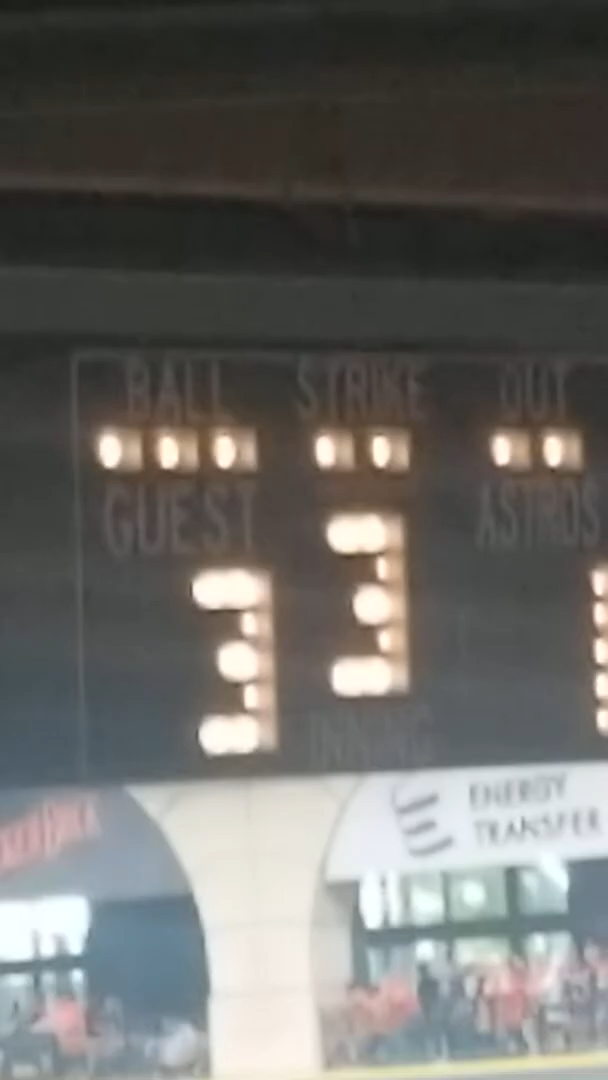 BALL STRIKE OUT
GUEST ASTROS
3 3
INNING
ENERGY
TRANSFER